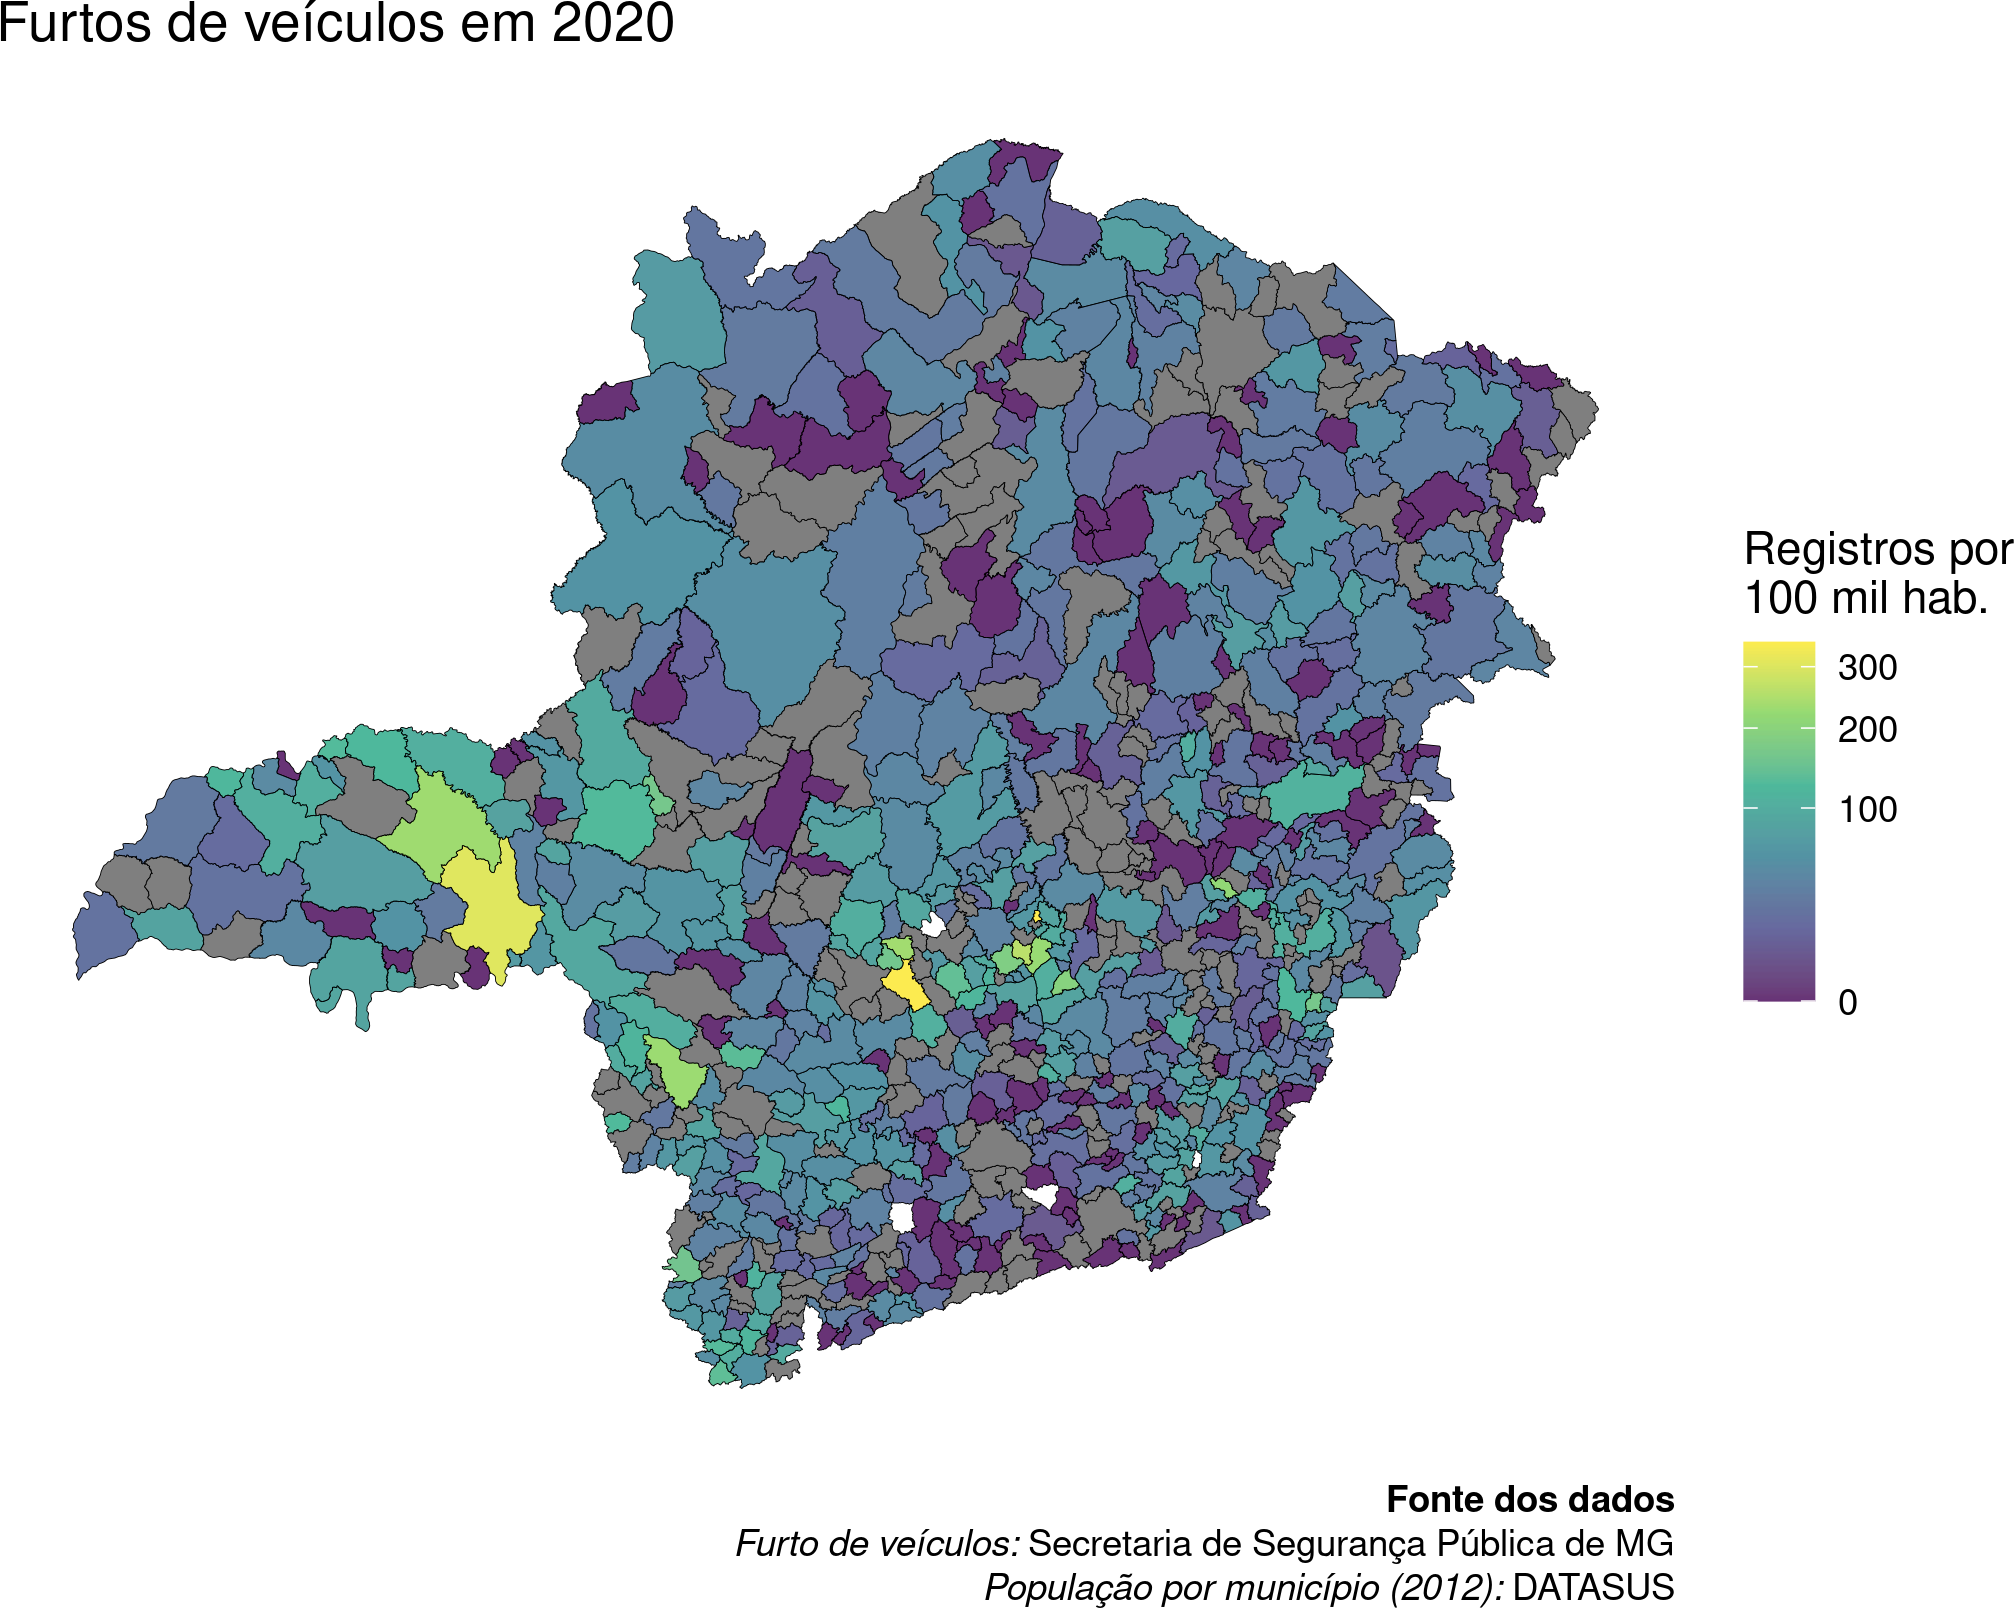 Furtos de veículos em 2020
Registros por
100 mil hab.
300
200
100
0
Fonte dos dados
Furto de veículos: Secretaria de Segurança Pública de MG
População por município (2012): DATASUS